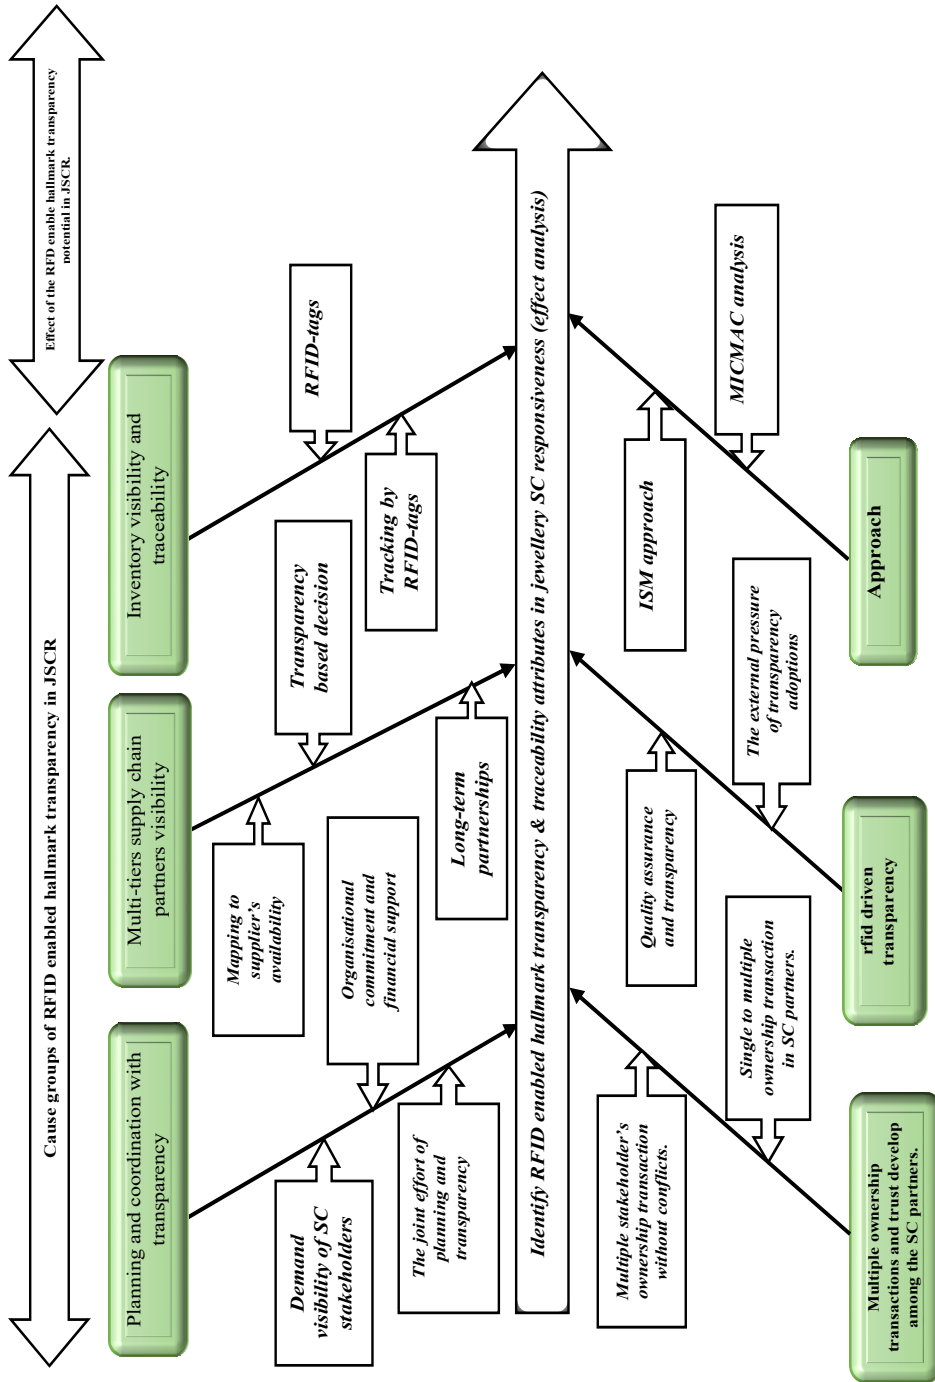 Cause groups of RFID enabled hallmark transparency in JSCR
Effect of the RFD enable hallmark transparency
potential in JSCR.
Planning and coordination with
transparency
Multi-tiers supply chain
partners visibility
Inventory visibility and
traceability
Demand
visibility of SC
stakeholders
Organisational
commitment and
financial support
The joint effort of
planning and
transparency
Mapping to
supplier's
availability
Transparency
based decision
Long-term
partnerships
RFID-tags
Tracking by
RFID-tags
Identify RFID enabled hallmark transparency & traceability attributes in jewellery SC responsiveness (effect analysis)
Multiple stakeholder's
ownership transaction
without conflicts.
Single to multiple
ownership transaction
in SC partners.
Quality assurance
and transparency
The external pressure
of transparency
adoptions
ISM approach
MICMAC analysis
Multiple ownership
transactions and trust develop
among the SC partners.
rfid driven
transparency
Approach